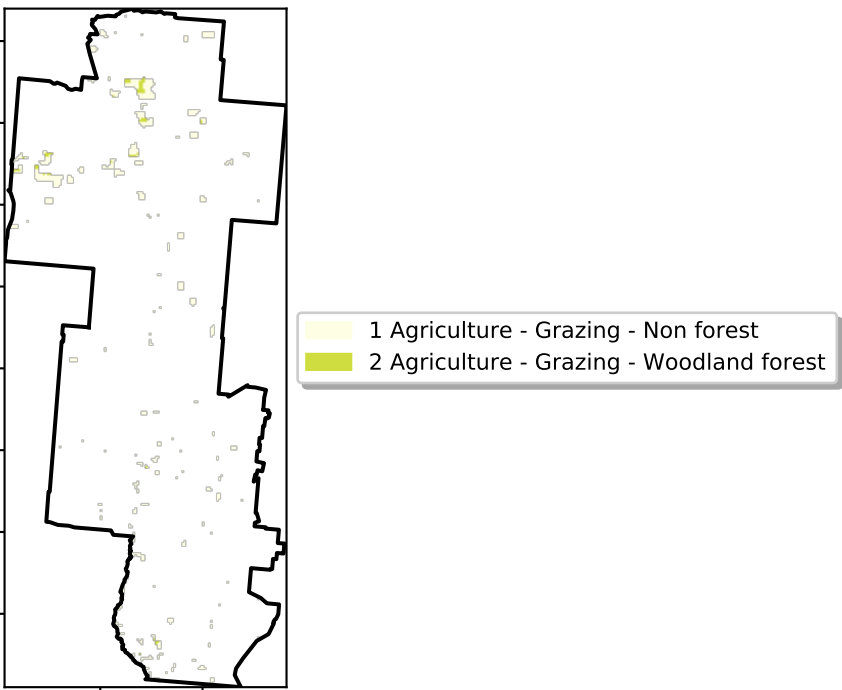 1 Agriculture - Grazing - Non forest
2 Agriculture - Grazing - Woodland forest